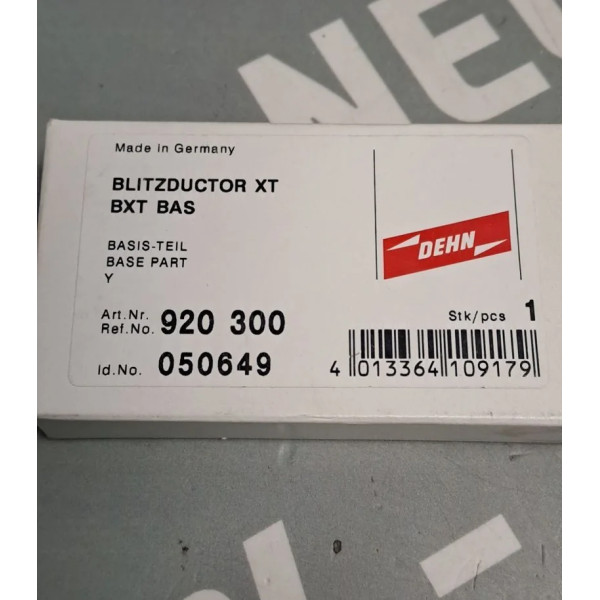 NEU
Made in Germany
BLITZDUCTOR XT
BXT BAS
DEHN
BASIS-TEIL
BASE PART
Y
Art.Nr.
Ref.No. 920 300
Stk/pcs 1
Id.No. 050649
4 013364 109179